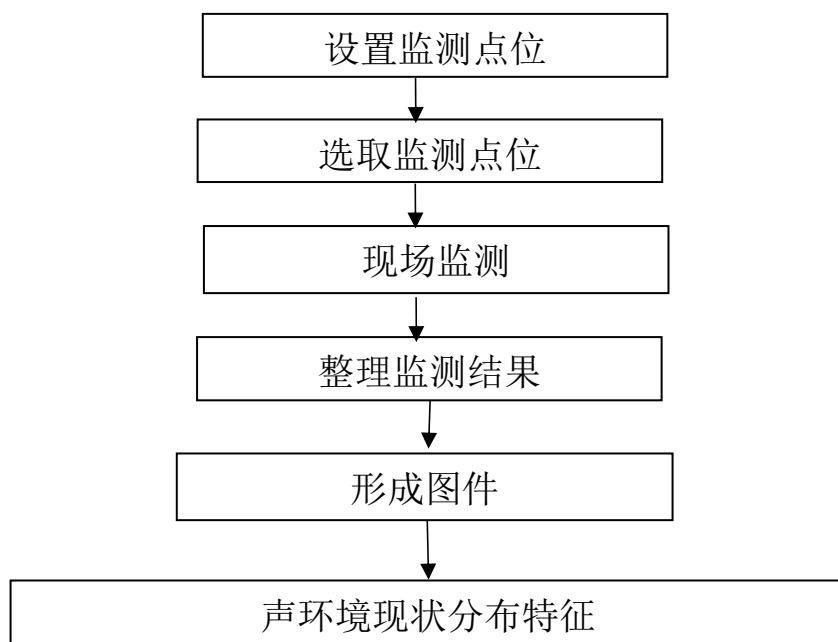 设置监测点位
选取监测点位
现场监测
整理监测结果
形成图件
声环境现状分布特征